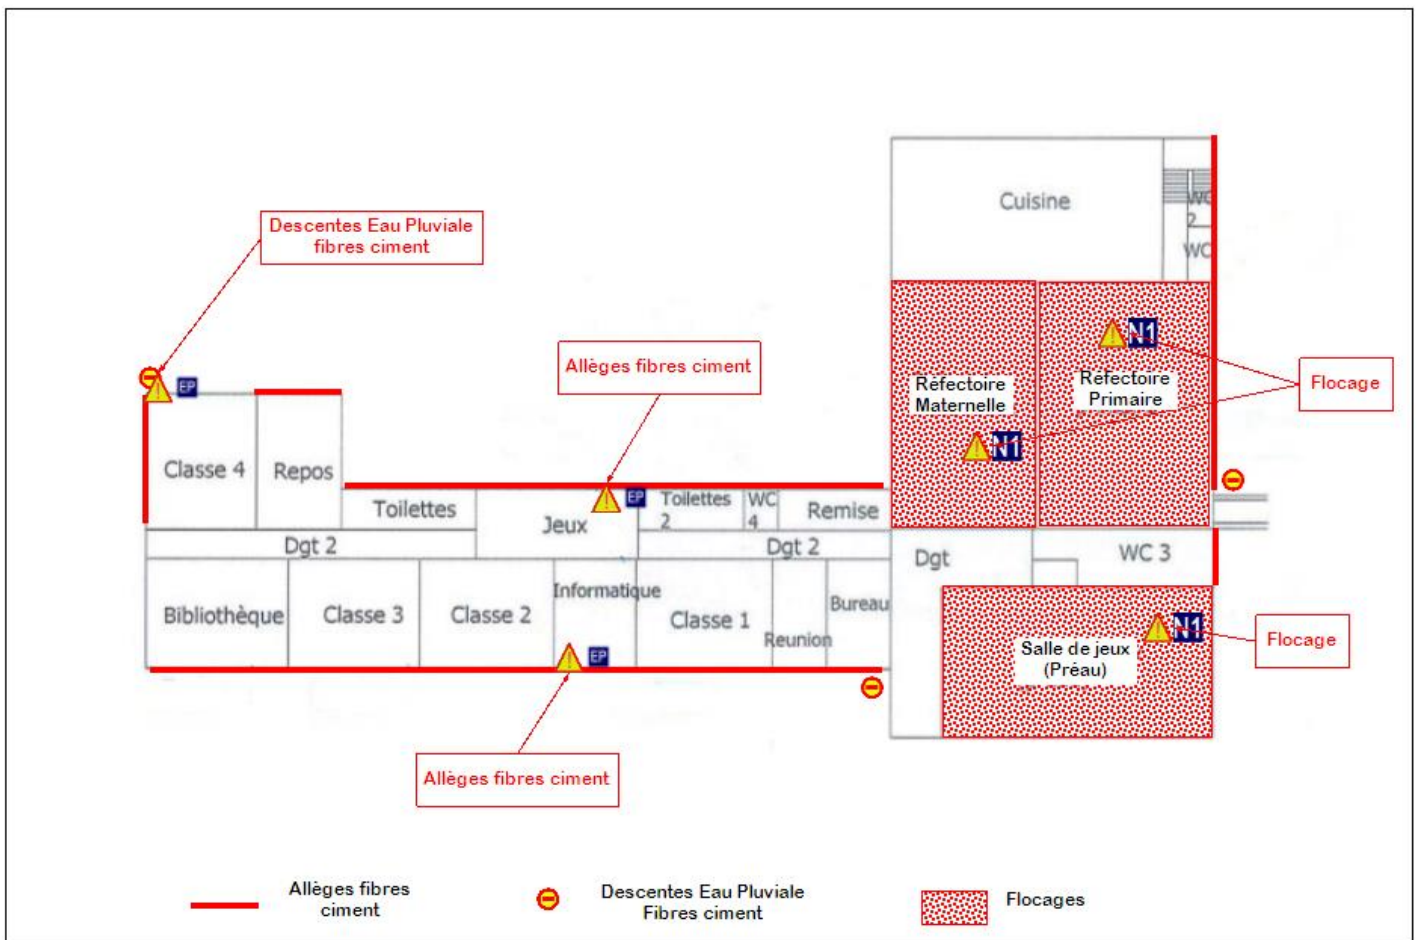 Cuisine
WC
2
WC
Descentes Eau Pluviale
fibres ciment
Allèges fibres ciment
N1
Flocage
EP
Réfectoire
Maternelle
Réfectoire
Primaire
N1
Classe 4
Repos
Toilettes
Jeux
EP
Toilettes
2
WC
4
Remise
Dgt 2
Dgt 2
Dgt
WC 3
Bibliothèque
Classe 3
Classe 2
Informatique
Classe 1
Reunion
Bureau
EP
Salle de jeux
(Préau)
N1
Flocage
Allèges fibres ciment
Allèges fibres
ciment
Descentes Eau Pluviale
Fibres ciment
Flocages